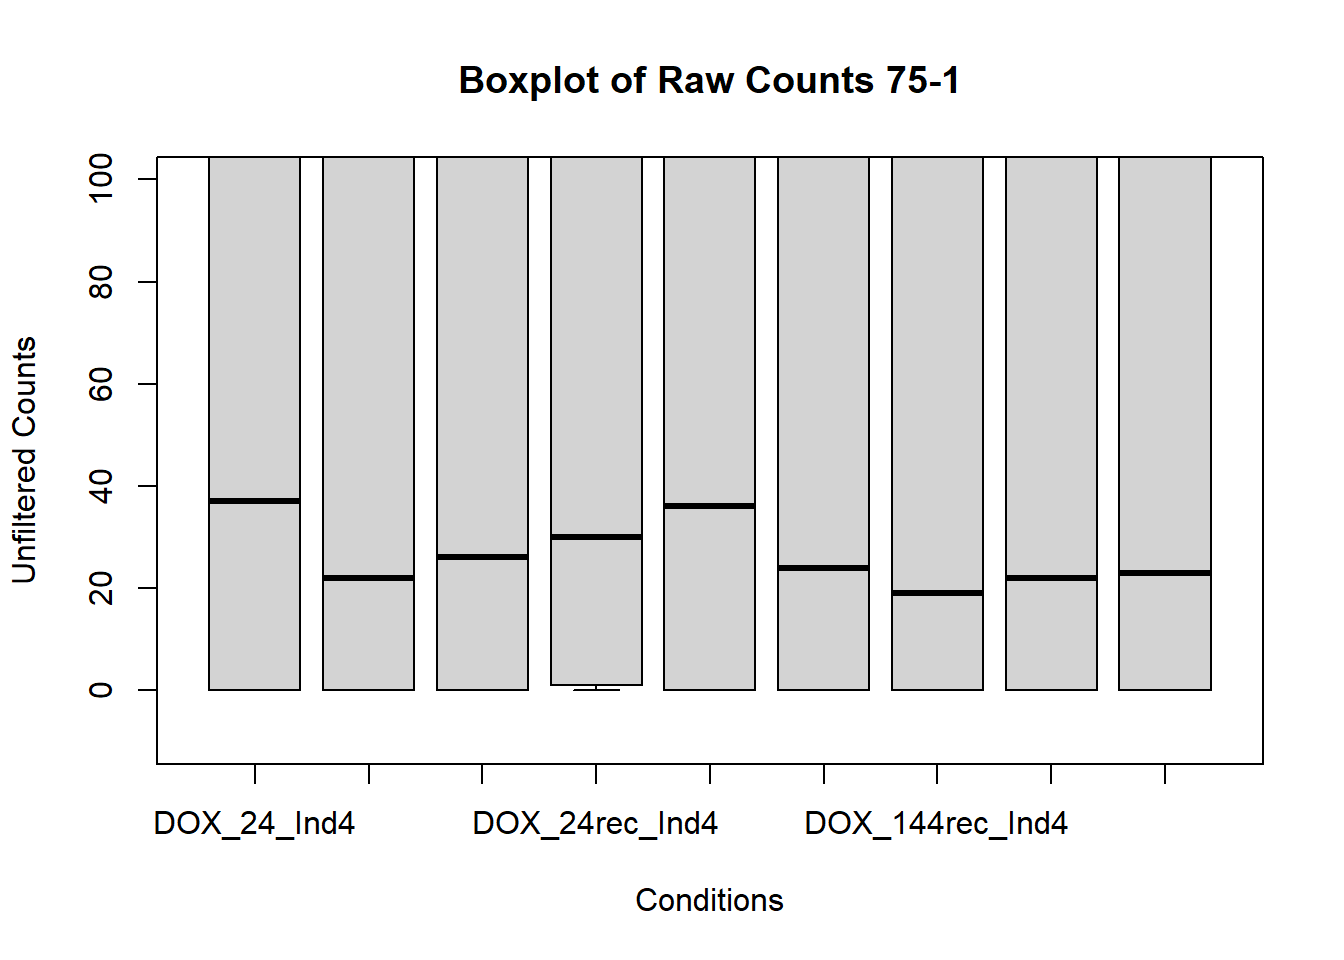 Boxplot of Raw Counts 75-1
Unfiltered Counts
100
80
60
40
20
0
DOX_24_Ind4
DOX_24rec_Ind4
DOX_144rec_Ind4
Conditions